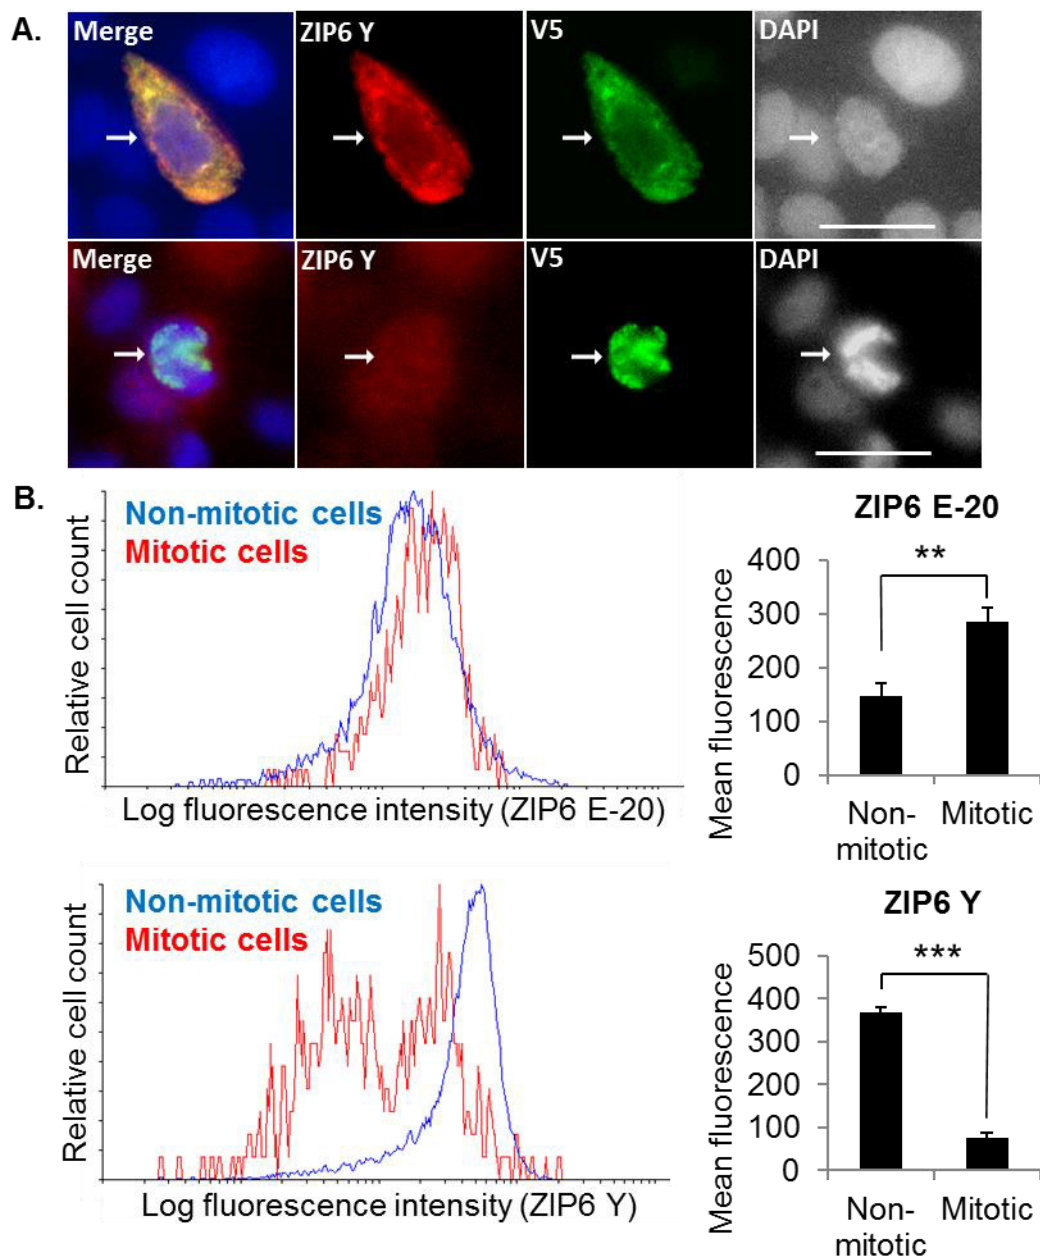 A.
Merge
ZIP6 Y
V5
DAPI
Merge
ZIP6 Y
V5
DAPI
B.
Non-mitotic cells
Mitotic cells
Relative cell count
Log fluorescence intensity (ZIP6 E-20)
ZIP6 E-20
**
Mean fluorescence
400
300
200
100
0
Non-
mitotic
Mitotic
Non-mitotic cells
Mitotic cells
Relative cell count
Log fluorescence intensity (ZIP6 Y)
ZIP6 Y
***
Mean fluorescence
500
400
300
200
100
0
Non-
mitotic
Mitotic